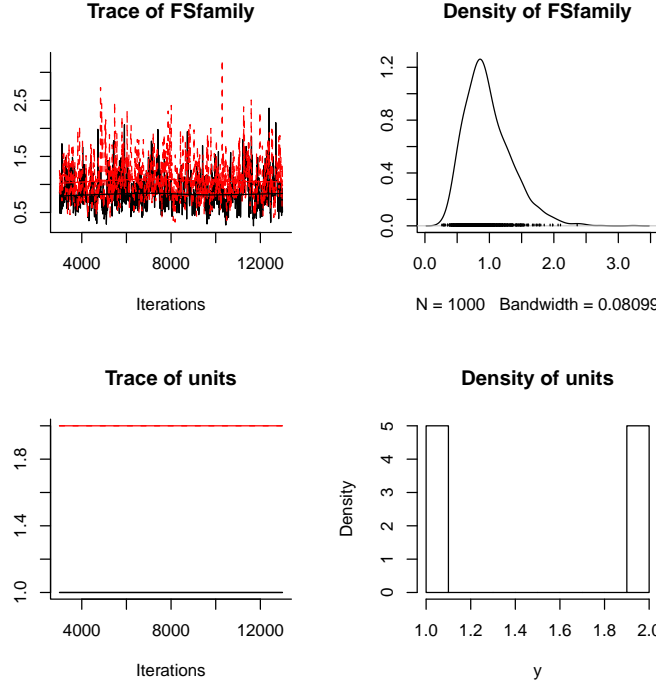 Trace of FSfamily
0.5 1.5 2.5
4000 8000 12000
Iterations
Density of FSfamily
0.0 0.4 0.8 1.2
0.0 1.0 2.0 3.0
N = 1000 Bandwidth = 0.08099
Trace of units
1.0 1.4 1.8
4000 8000 12000
Iterations
Density of units
Density
0 1 2 3 4 5
1.0 1.2 1.4 1.6 1.8 2.0
y